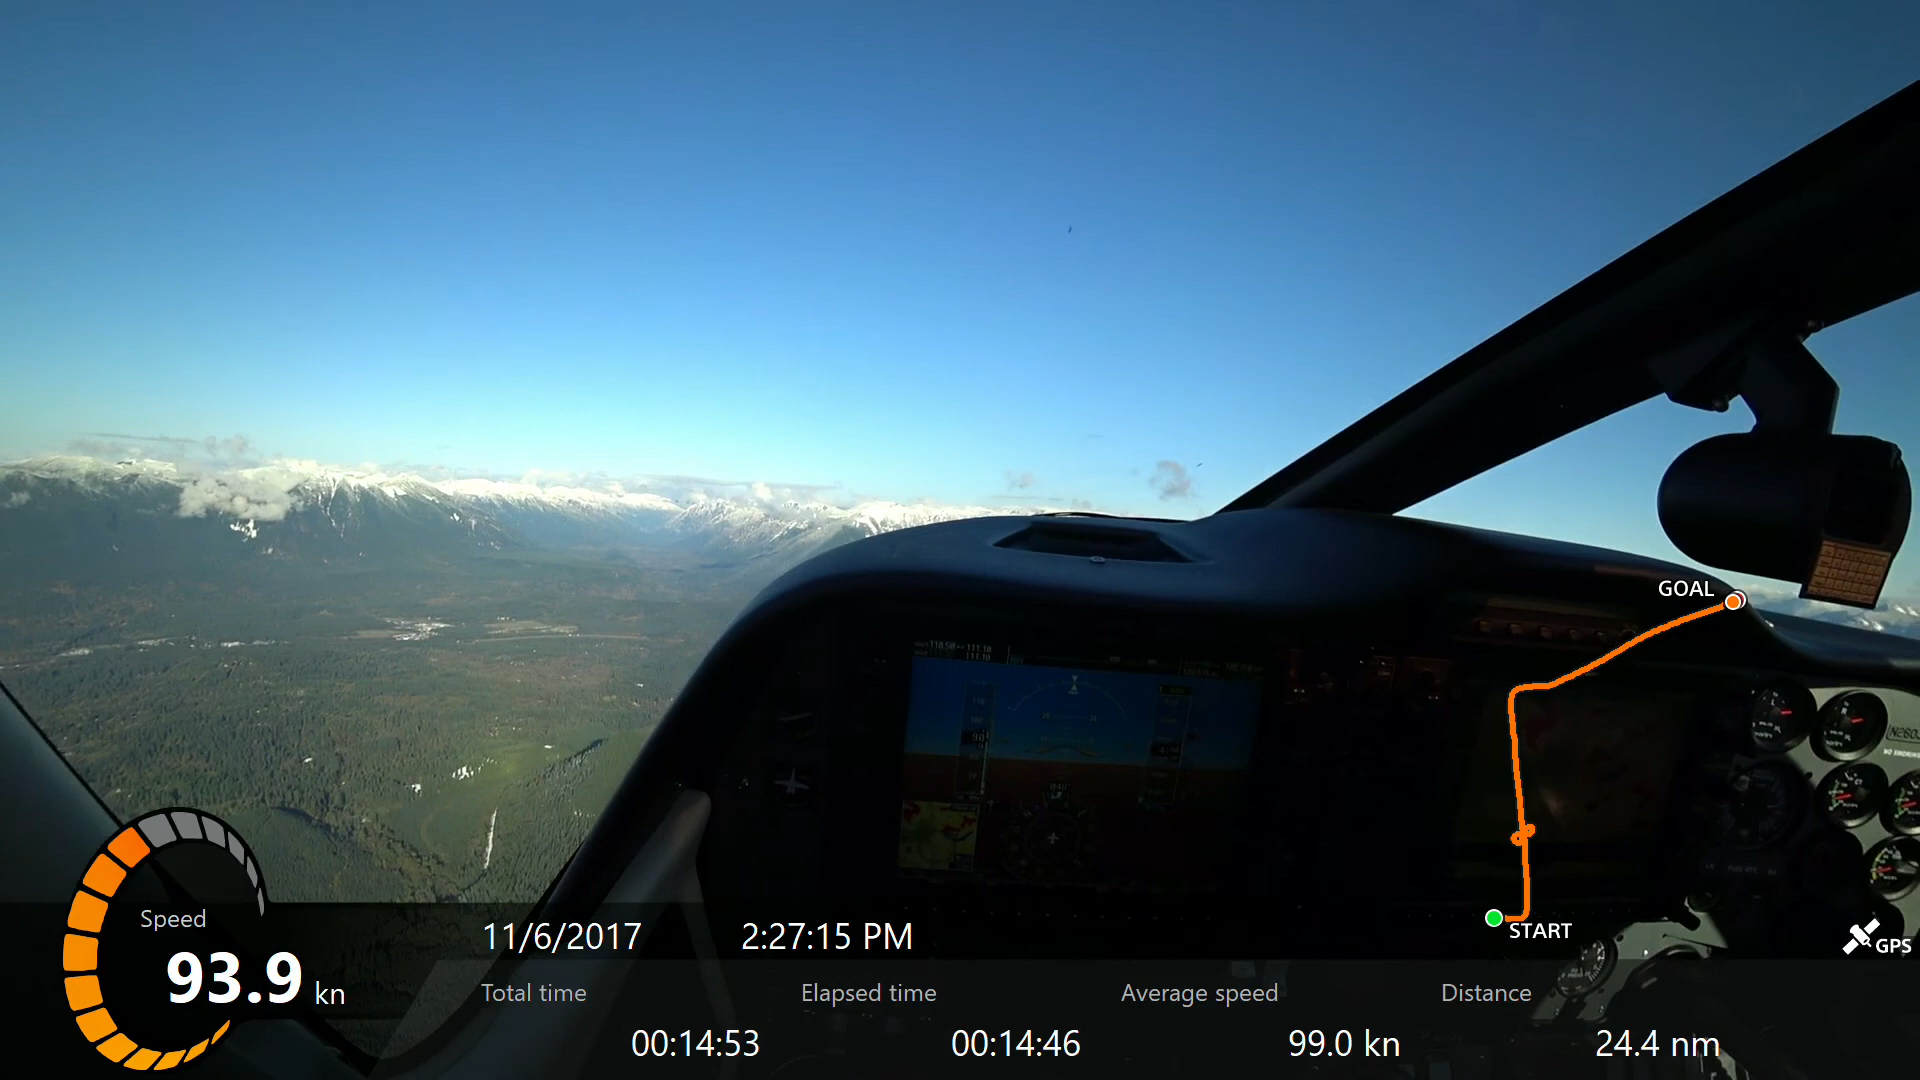 GOAL
START
GPS
Speed
93.9 kn
11/6/2017
2:27:15 PM
Total time
Elapsed time
Average speed
Distance
00:14:53
00:14:46
99.0 kn
24.4 nm